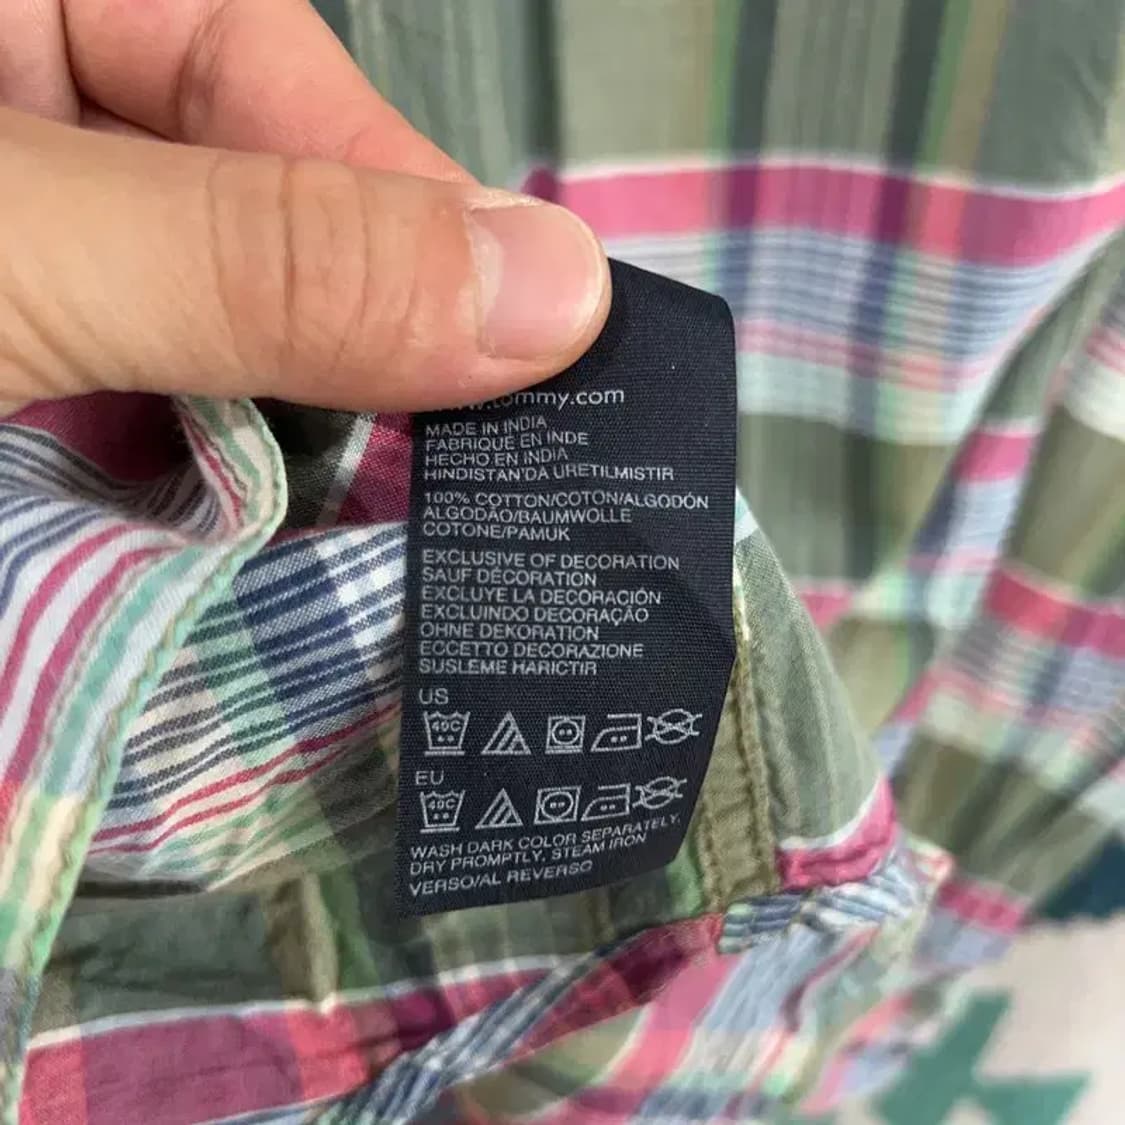 .tommy.com
MADE IN INDIA
FABRIQUÉ EN INDE
HECHO EN INDIA
HINDISTAN'DA URETILMISTIR
100% COTTON/COTON/ALGODÓN
ALGODÃO/BAUMWOLLE
COTONE/PAMUK
EXCLUSIVE OF DECORATION
SAUF DÉCORATION
EXCLUYE LA DECORACIÓN
EXCLUINDO DECORAÇÃO
OHNE DEKORATION
ECCETTO DECORAZIONE
SUSLEME HARICTIR
US
40C
EU
40C
WASH DARK COLOR SEPARATELY,
DRY PROMPTLY, STEAM IRON
VERSO/AL REVERSO